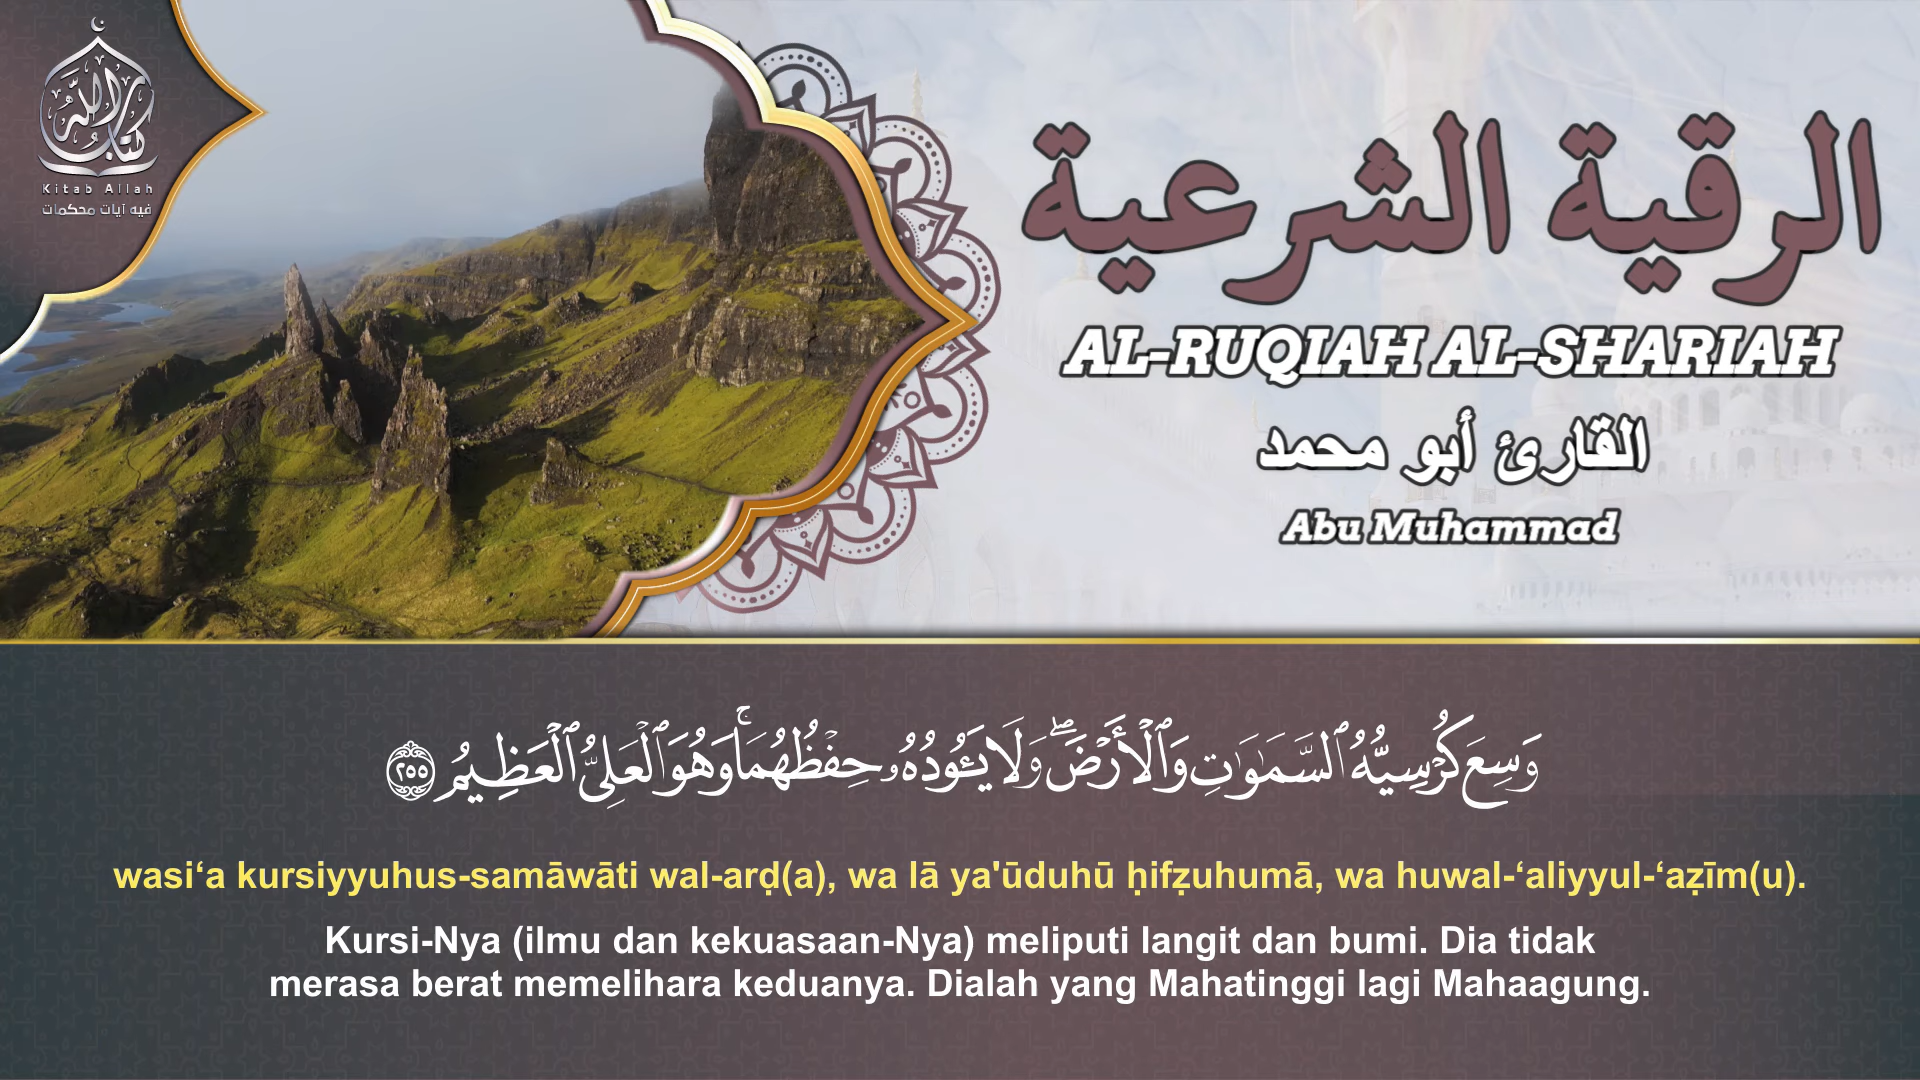 كتاب الله
Kitab Allah
فيه آيات محكمات
الرقية الشرعية
AL-RUQIAH AL-SHARIAH
القارئ أبو محمد
Abu Muhammad
وَسِعَ كُرْسِيُّهُ ٱلسَّمَٰوَٰتِ وَٱلْأَرْضَ ۖ وَلَا يَـُٔودُهُۥ حِفْظُهُمَا ۚ وَهُوَ ٱلْعَلِىُّ ٱلْعَظِيمُ ٢٥٥
wasi‘a kursiyyuhus-samāwāti wal-arḍ(a), wa lā ya'ūduhū ḥifẓuhumā, wa huwal-‘aliyyul-‘aẓīm(u).
Kursi-Nya (ilmu dan kekuasaan-Nya) meliputi langit dan bumi. Dia tidak
merasa berat memelihara keduanya. Dialah yang Mahatinggi lagi Mahaagung.